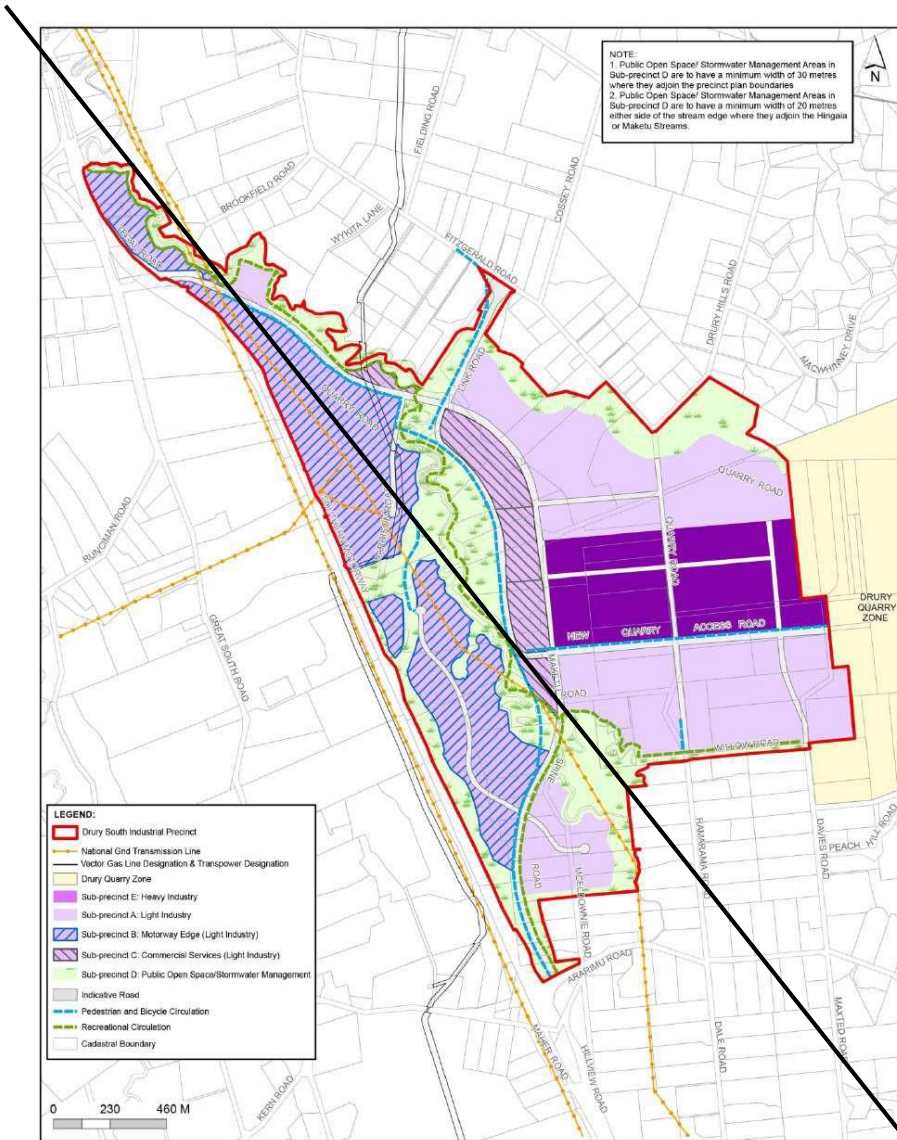 NOTE:
1. Public Open Space/ Stormwater Management Areas in
Sub-precinct D are to have a minimum width of 30 metres
where they adjoin the precinct plan boundaries
2. Public Open Space/ Stormwater Management Areas in
Sub-precinct D are to have a minimum width of 20 metres
either side of the stream edge where they adjoin the Hingaia
or Maketu Streams.
N
FIELDING ROAD
BROOKFIELD ROAD
WYKITA LANE
COSSEY ROAD
FITZGERALD ROAD
DRURY HILLS ROAD
MACWHINNEY DRIVE
ROAD
LINK ROAD
QUARRY ROAD
QUARRY ROAD
QUARRY ROAD
RUNCIMAN ROAD
GREAT SOUTH ROAD
DRURY
QUARRY
ZONE
NEW QUARRY ACCESS ROAD
MAKETU ROAD
WILLOW ROAD
SPINE
ROAD
MCELDOWNIE ROAD
RAMARAMA ROAD
DAVIES ROAD
PEACH HILL ROAD
ARARIMU ROAD
MAHER ROAD
HILLVIEW ROAD
DALE ROAD
MAXTED ROAD
KERN ROAD
LEGEND:
Drury South Industrial Precinct
National Grid Transmission Line
Vector Gas Line Designation & Transpower Designation
Drury Quarry Zone
Sub-precinct E: Heavy Industry
Sub-precinct A: Light Industry
Sub-precinct B: Motorway Edge (Light Industry)
Sub-precinct C: Commercial Services (Light Industry)
Sub-precinct D: Public Open Space/Stormwater Management
Indicative Road
Pedestrian and Bicycle Circulation
Recreational Circulation
Cadastral Boundary
0 230 460 M